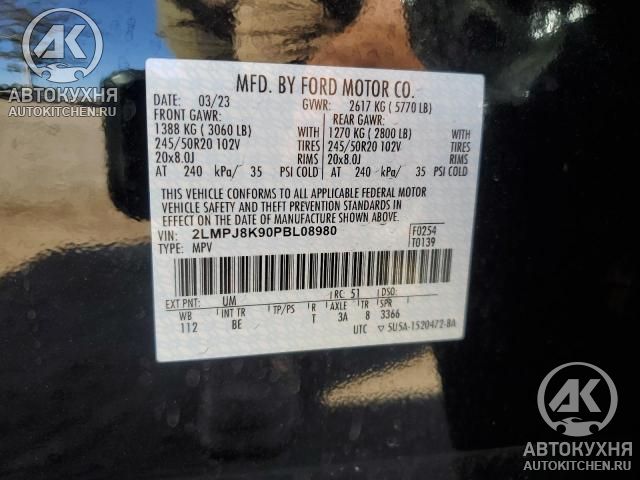 АК
АВТОКУХНЯ
AUTOKITCHEN.RU
MFD. BY FORD MOTOR CO.
DATE: 03/23 GVWR: 2617 KG ( 5770 LB)
FRONT GAWR: REAR GAWR:
1388 KG ( 3060 LB) WITH 1270 KG ( 2800 LB) WITH
245/50R20 102V TIRES 245/50R20 102V TIRES
20x8.0J RIMS 20x8.0J RIMS
AT 240 kPa/ 35 PSI COLD AT 240 kPa/ 35 PSI COLD
THIS VEHICLE CONFORMS TO ALL APPLICABLE FEDERAL MOTOR
VEHICLE SAFETY AND THEFT PREVENTION STANDARDS IN
EFFECT ON THE DATE OF MANUFACTURE SHOWN ABOVE.
VIN: 2LMPJ8K90PBL08980 F0254
TYPE: MPV T0139
EXT PNT: UM RC: 51 DSO:
WB INT TR TP/PS R AXLE TR SPR
112 BE T 3A 8 3366
UTC ▽ 5U5A-1520472-BA
АК
АВТОКУХНЯ
AUTOKITCHEN.RU